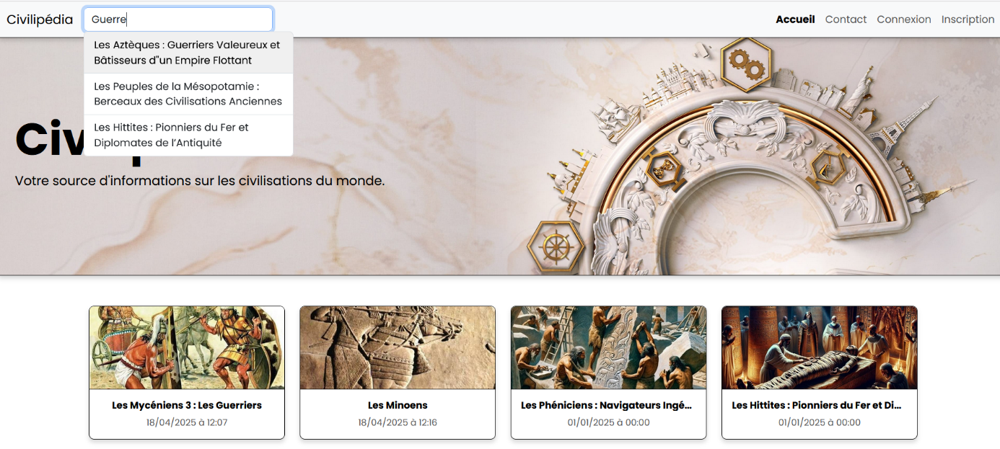 Civilipédia
Guerre
Accueil
Contact
Connexion
Inscription
Les Aztèques : Guerriers Valeureux et
Bâtisseurs d"un Empire Flottant
Les Peuples de la Mésopotamie :
Berceaux des Civilisations Anciennes
Les Hittites : Pionniers du Fer et
Diplomates de l’Antiquité
Votre source d'informations sur les civilisations du monde.
Les Mycéniens 3 : Les Guerriers
18/04/2025 à 12:07
Les Minoens
18/04/2025 à 12:16
Les Phéniciens : Navigateurs Ingé...
01/01/2025 à 00:00
Les Hittites : Pionniers du Fer et Di...
01/01/2025 à 00:00